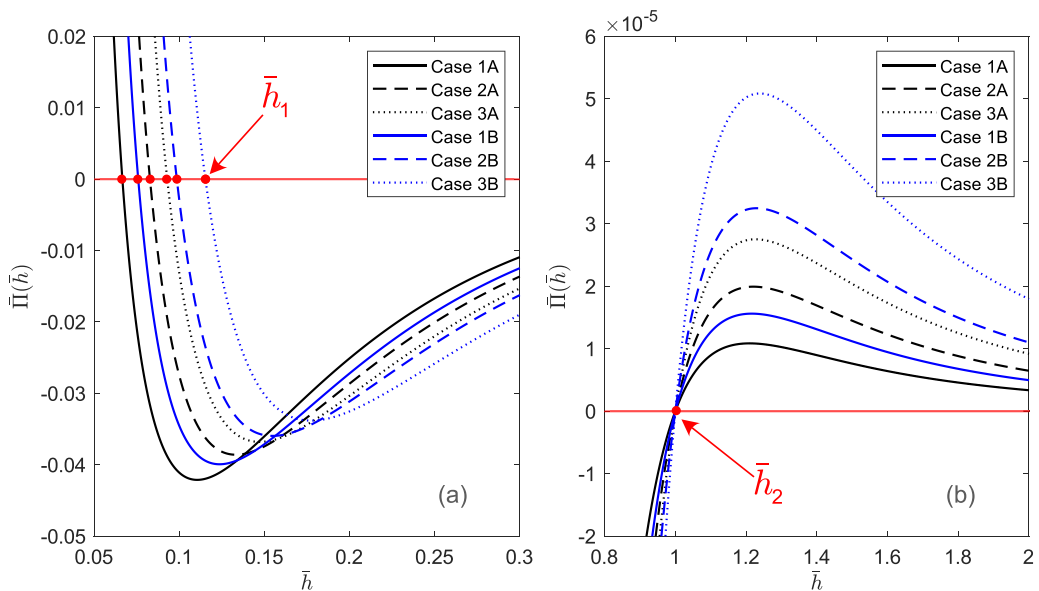 0.02
0.01
0
-0.01
-0.02
-0.03
-0.04
-0.05
0.05
0.1
0.15
0.2
0.25
0.3
Π̄(h̄)
h̄
h̄₁
Case 1A
Case 2A
Case 3A
Case 1B
Case 2B
Case 3B
(a)
×10⁻⁵
6
5
4
3
2
1
0
-1
-2
0.8
1
1.2
1.4
1.6
1.8
2
Π̄(h̄)
h̄
h̄₂
Case 1A
Case 2A
Case 3A
Case 1B
Case 2B
Case 3B
(b)